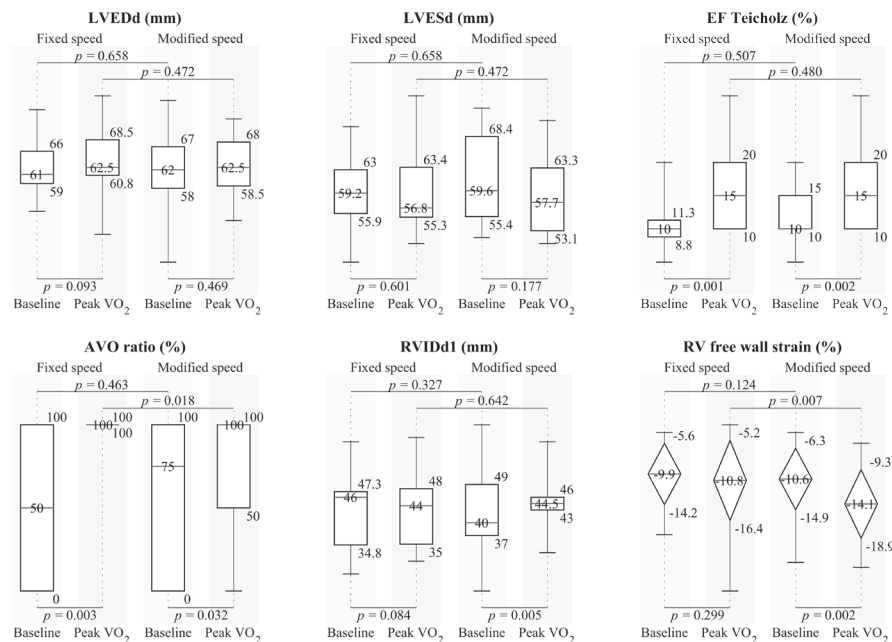 LVEDd (mm)
Fixed speed Modified speed
p = 0.658
p = 0.472
66 68.5 67 68
61 62.5 62 62.5
59 60.8 58 58.5
p = 0.093 p = 0.469
Baseline Peak VO2 Baseline Peak VO2
LVESd (mm)
Fixed speed Modified speed
p = 0.658
p = 0.472
63 63.4 68.4 63.3
59.2 56.8 59.6 57.7
55.9 55.3 55.4 53.1
p = 0.601 p = 0.177
Baseline Peak VO2 Baseline Peak VO2
EF Teicholz (%)
Fixed speed Modified speed
p = 0.507
p = 0.480
11.3 20 15 20
10 15 10 15
8.8 10 10 10
p = 0.001 p = 0.002
Baseline Peak VO2 Baseline Peak VO2
AVO ratio (%)
Fixed speed Modified speed
p = 0.463
p = 0.018
100 100 100 100
50 100 75 100
0 100 0 50
p = 0.003 p = 0.032
Baseline Peak VO2 Baseline Peak VO2
RVIDd1 (mm)
Fixed speed Modified speed
p = 0.327
p = 0.642
47.3 48 49 46
46 44 40 44.5
34.8 35 37 43
p = 0.084 p = 0.005
Baseline Peak VO2 Baseline Peak VO2
RV free wall strain (%)
Fixed speed Modified speed
p = 0.124
p = 0.007
-5.6 -5.2 -6.3 -9.3
-9.9 -10.8 -10.6 -14.1
-14.2 -16.4 -14.9 -18.9
p = 0.299 p = 0.002
Baseline Peak VO2 Baseline Peak VO2